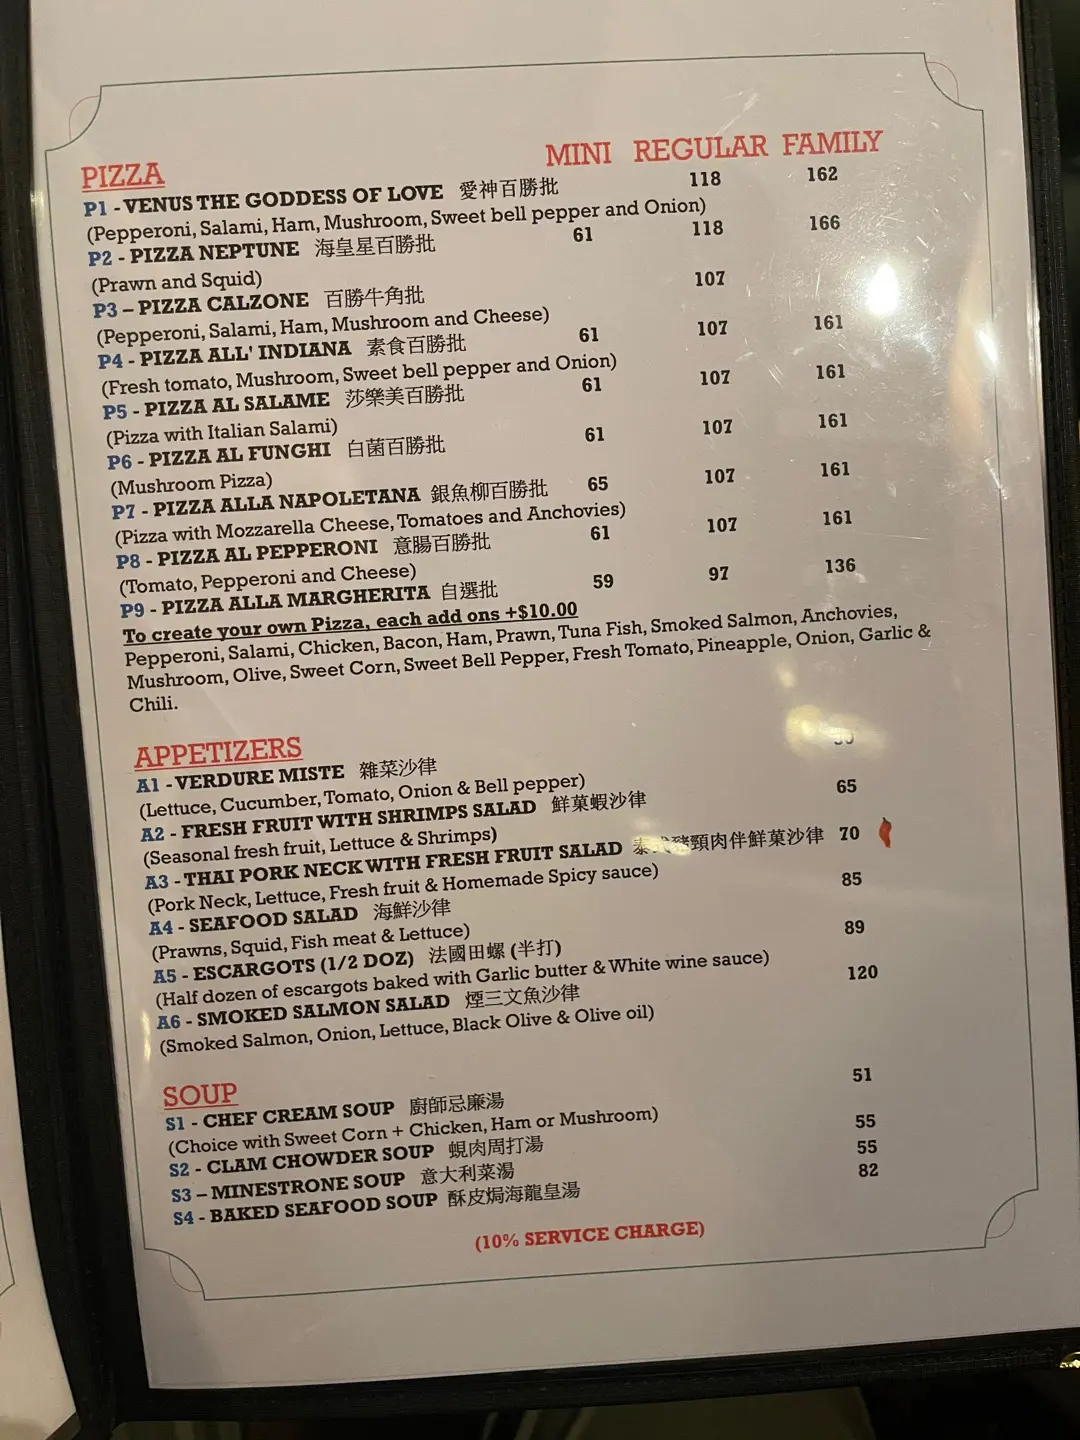 MINI REGULAR FAMILY
PIZZA
P1 - VENUS THE GODDESS OF LOVE 愛神百勝批 118 162
(Pepperoni, Salami, Ham, Mushroom, Sweet bell pepper and Onion)
P2 - PIZZA NEPTUNE 海皇星百勝批 61 118 166
(Prawn and Squid)
P3 – PIZZA CALZONE 百勝牛角批 107
(Pepperoni, Salami, Ham, Mushroom and Cheese)
P4 - PIZZA ALL' INDIANA 素食百勝批 61 107 161
(Fresh tomato, Mushroom, Sweet bell pepper and Onion)
P5 - PIZZA AL SALAME 莎樂美百勝批 61 107 161
(Pizza with Italian Salami)
P6 - PIZZA AL FUNGHI 白菌百勝批 61 107 161
(Mushroom Pizza)
P7 - PIZZA ALLA NAPOLETANA 銀魚柳百勝批 65 107 161
(Pizza with Mozzarella Cheese, Tomatoes and Anchovies)
P8 - PIZZA AL PEPPERONI 意腸百勝批 61 107 161
(Tomato, Pepperoni and Cheese)
P9 - PIZZA ALLA MARGHERITA 自選批 59 97 136
To create your own Pizza, each add ons +$10.00
Pepperoni, Salami, Chicken, Bacon, Ham, Prawn, Tuna Fish, Smoked Salmon, Anchovies,
Mushroom, Olive, Sweet Corn, Sweet Bell Pepper, Fresh Tomato, Pineapple, Onion, Garlic &
Chili.
APPETIZERS
A1 - VERDURE MISTE 雜菜沙律
(Lettuce, Cucumber, Tomato, Onion & Bell pepper)
A2 - FRESH FRUIT WITH SHRIMPS SALAD 鮮菓蝦沙律 65
(Seasonal fresh fruit, Lettuce & Shrimps)
A3 - THAI PORK NECK WITH FRESH FRUIT SALAD 泰式豬頸肉伴鮮菓沙律 70
(Pork Neck, Lettuce, Fresh fruit & Homemade Spicy sauce)
A4 - SEAFOOD SALAD 海鮮沙律 85
(Prawns, Squid, Fish meat & Lettuce)
A5 - ESCARGOTS (1/2 DOZ) 法國田螺 (半打) 89
(Half dozen of escargots baked with Garlic butter & White wine sauce)
A6 - SMOKED SALMON SALAD 煙三文魚沙律 120
(Smoked Salmon, Onion, Lettuce, Black Olive & Olive oil)
SOUP
S1 - CHEF CREAM SOUP 廚師忌廉湯 51
(Choice with Sweet Corn + Chicken, Ham or Mushroom)
S2 - CLAM CHOWDER SOUP 蜆肉周打湯 55
S3 – MINESTRONE SOUP 意大利菜湯 55
S4 - BAKED SEAFOOD SOUP 酥皮焗海龍皇湯 82
(10% SERVICE CHARGE)